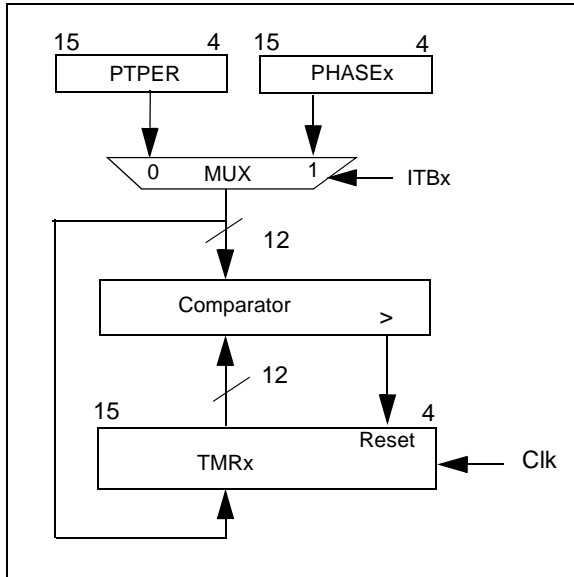 15 4 15 4
PTPER PHASEx
0 MUX 1
ITBx
12
Comparator
>
12
15 4
Reset
TMRx Clk